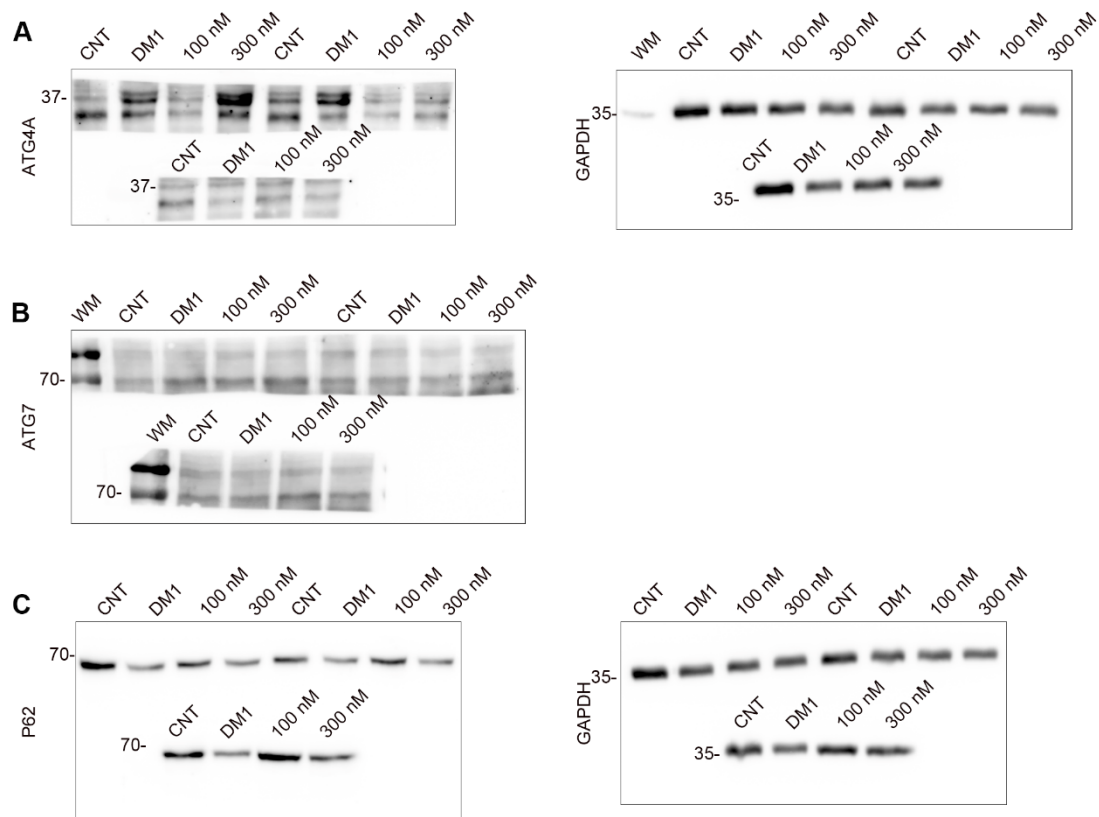 A
CNT DM1 100 nM 300 nM CNT DM1 100 nM 300 nM
37-
CNT DM1 100 nM 300 nM
37-
ATG4A
WM CNT DM1 100 nM 300 nM CNT DM1 100 nM 300 nM
35-
CNT DM1 100 nM 300 nM
35-
GAPDH
B
WM CNT DM1 100 nM 300 nM CNT DM1 100 nM 300 nM
70-
WM CNT DM1 100 nM 300 nM
70-
ATG7
C
CNT DM1 100 nM 300 nM CNT DM1 100 nM 300 nM
70-
CNT DM1 100 nM 300 nM
70-
P62
CNT DM1 100 nM 300 nM CNT DM1 100 nM 300 nM
35-
CNT DM1 100 nM 300 nM
35-
GAPDH